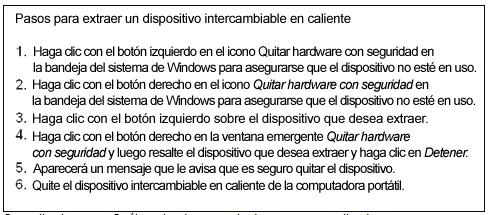 Pasos para extraer un dispositivo intercambiable en caliente
1. Haga clic con el botón izquierdo en el icono Quitar hardware con seguridad en
la bandeja del sistema de Windows para asegurarse que el dispositivo no esté en uso.
2. Haga clic con el botón derecho en el icono Quitar hardware con seguridad en
la bandeja del sistema de Windows para asegurarse que el dispositivo no esté en uso.
3. Haga clic con el botón izquierdo sobre el dispositivo que desea extraer.
4. Haga clic con el botón derecho en la ventana emergente Quitar hardware
con seguridad y luego resalte el dispositivo que desea extraer y haga clic en Detener.
5. Aparecerá un mensaje que le avisa que es seguro quitar el dispositivo.
6. Quite el dispositivo intercambiable en caliente de la computadora portátil.